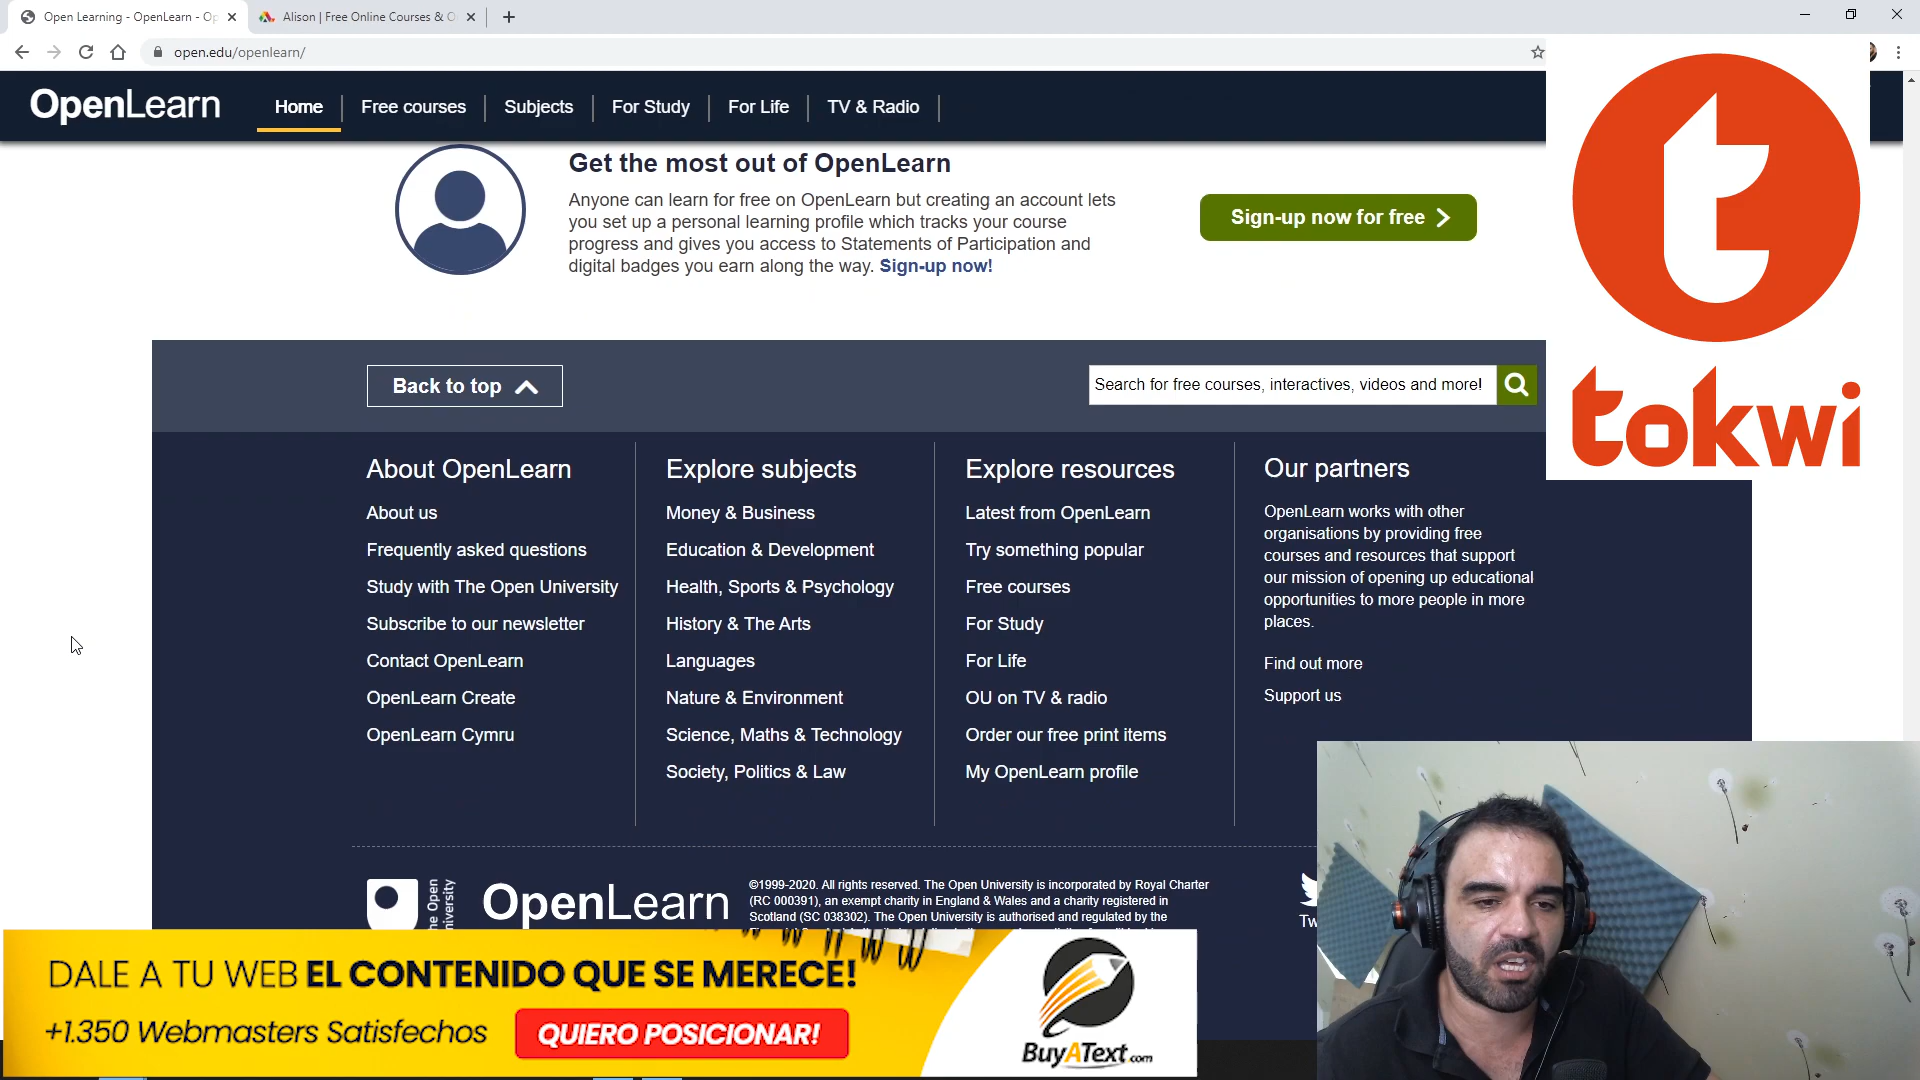 Open Learning - OpenLearn - Op
Alison | Free Online Courses & O
open.edu/openlearn/
OpenLearn
Home
Free courses
Subjects
For Study
For Life
TV & Radio
Get the most out of OpenLearn
Anyone can learn for free on OpenLearn but creating an account lets
you set up a personal learning profile which tracks your course
progress and gives you access to Statements of Participation and
digital badges you earn along the way. Sign-up now!
Sign-up now for free
t
tokwi
Back to top
Search for free courses, interactives, videos and more!
About OpenLearn
About us
Frequently asked questions
Study with The Open University
Subscribe to our newsletter
Contact OpenLearn
OpenLearn Create
OpenLearn Cymru
Explore subjects
Money & Business
Education & Development
Health, Sports & Psychology
History & The Arts
Languages
Nature & Environment
Science, Maths & Technology
Society, Politics & Law
Explore resources
Latest from OpenLearn
Try something popular
Free courses
For Study
For Life
OU on TV & radio
Order our free print items
My OpenLearn profile
Our partners
OpenLearn works with other
organisations by providing free
courses and resources that support
our mission of opening up educational
opportunities to more people in more
places.
Find out more
Support us
The Open
University
OpenLearn
©1999-2020. All rights reserved. The Open University is incorporated by Royal Charter
(RC 000391), an exempt charity in England & Wales and a charity registered in
Scotland (SC 038302). The Open University is authorised and regulated by the
Tw
DALE A TU WEB EL CONTENIDO QUE SE MERECE!
+1.350 Webmasters Satisfechos
QUIERO POSICIONAR!
BuyAText.com